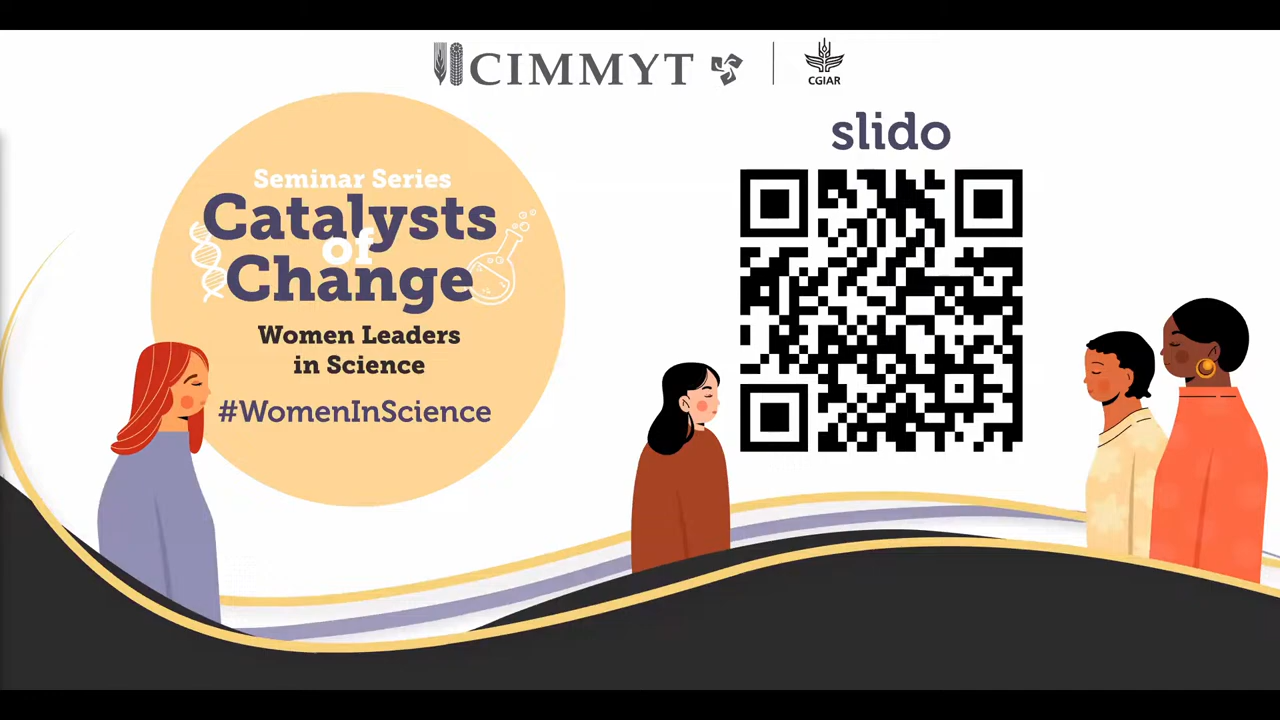 CIMMYT
CGIAR
Seminar Series
Catalysts
of
Change
Women Leaders
in Science
#WomenInScience
slido